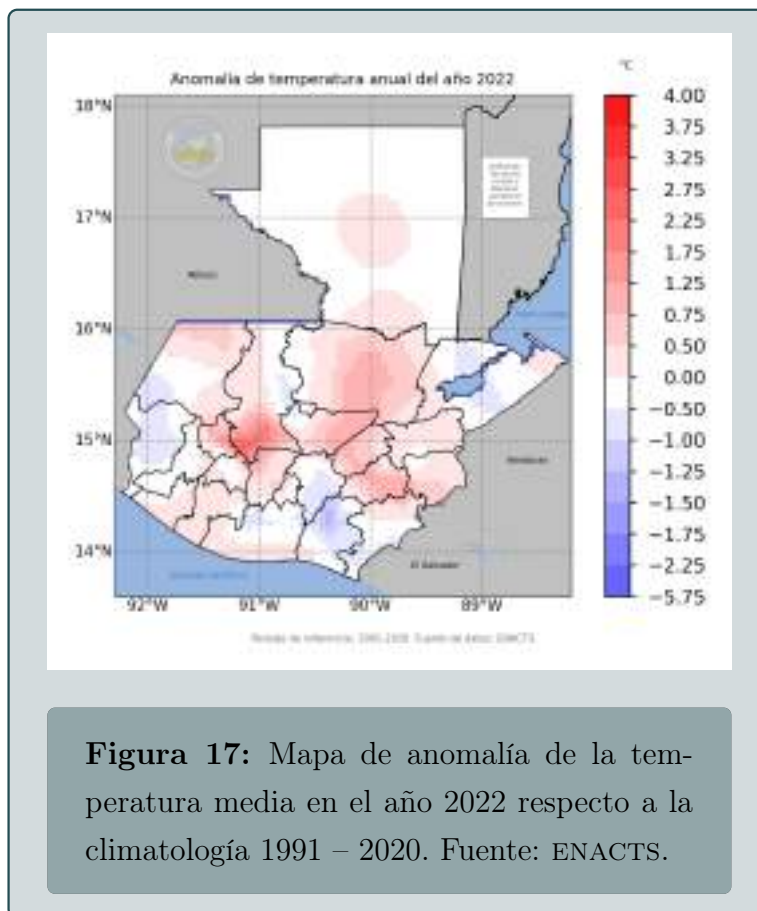 °C
Anomalía de temperatura anual del año 2022
18°N
17°N
16°N
15°N
14°N
92°W
91°W
90°W
89°W
México
Honduras
El Salvador
4.00
3.75
3.25
2.75
2.25
1.75
1.25
0.75
0.50
0.00
−0.50
−1.00
−1.25
−1.50
−1.75
−2.25
−5.75
Figura 17: Mapa de anomalía de la tem-
peratura media en el año 2022 respecto a la
climatología 1991 – 2020. Fuente: ENACTS.